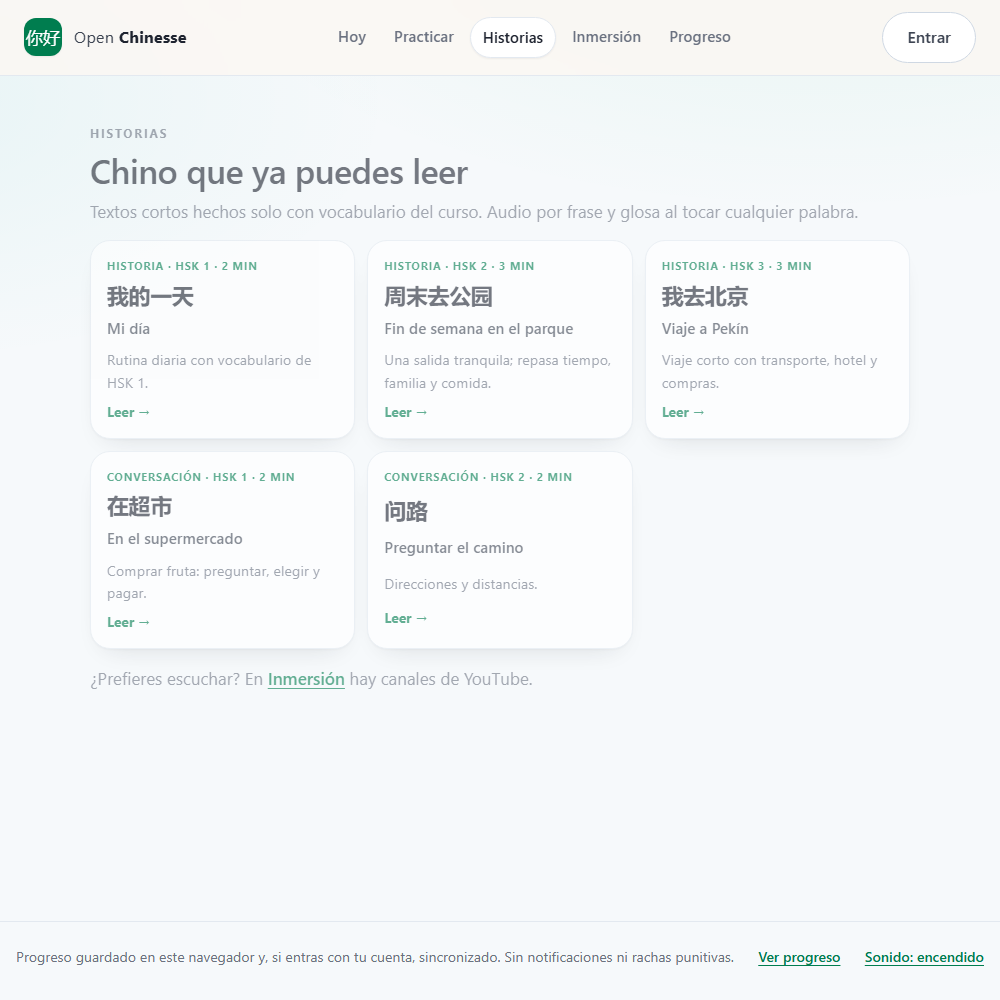 你好 Open Chinesse
Hoy Practicar Historias Inmersión Progreso Entrar
HISTORIAS
Chino que ya puedes leer
Textos cortos hechos solo con vocabulario del curso. Audio por frase y glosa al tocar cualquier palabra.
HISTORIA · HSK 1 · 2 MIN
我的一天
Mi día
Rutina diaria con vocabulario de
HSK 1.
Leer →
HISTORIA · HSK 2 · 3 MIN
周末去公园
Fin de semana en el parque
Una salida tranquila; repasa tiempo,
familia y comida.
Leer →
HISTORIA · HSK 3 · 3 MIN
我去北京
Viaje a Pekín
Viaje corto con transporte, hotel y
compras.
Leer →
CONVERSACIÓN · HSK 1 · 2 MIN
在超市
En el supermercado
Comprar fruta: preguntar, elegir y
pagar.
Leer →
CONVERSACIÓN · HSK 2 · 2 MIN
问路
Preguntar el camino
Direcciones y distancias.
Leer →
¿Prefieres escuchar? En Inmersión hay canales de YouTube.
Progreso guardado en este navegador y, si entras con tu cuenta, sincronizado. Sin notificaciones ni rachas punitivas. Ver progreso Sonido: encendido